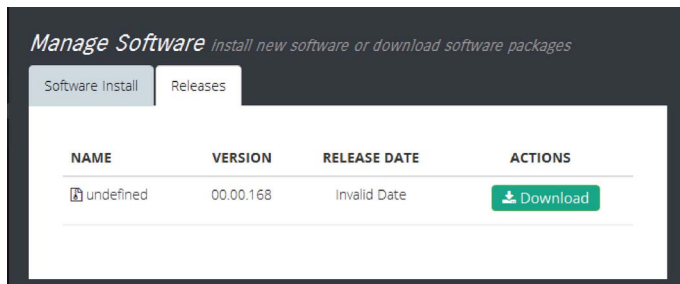 Manage Software install new software or download software packages
Software Install Releases
NAME VERSION RELEASE DATE ACTIONS
undefined 00.00.168 Invalid Date Download